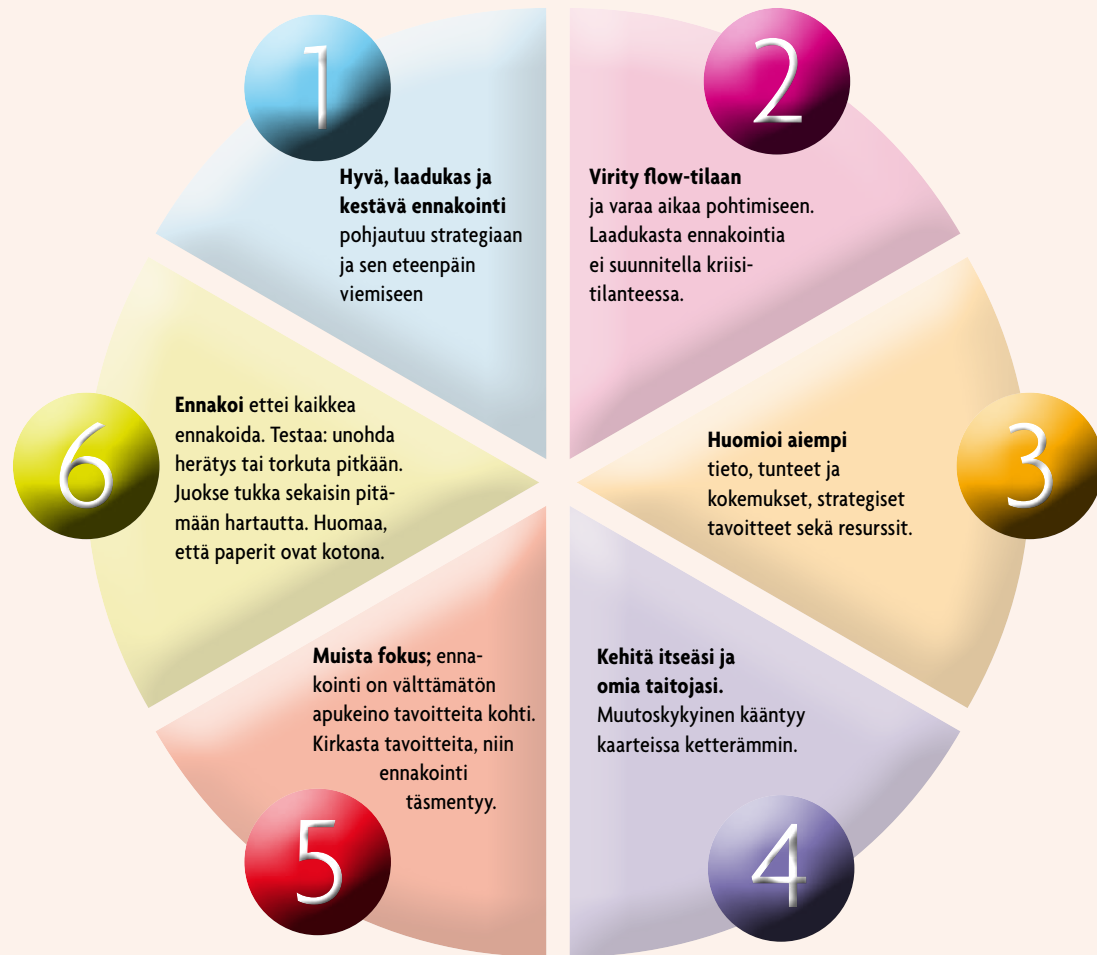 1
Hyvä, laadukas ja
kestävä ennakointi
pohjautuu strategiaan
ja sen eteenpäin
viemiseen
2
Virity flow-tilaan
ja varaa aikaa pohtimiseen.
Laadukasta ennakointia
ei suunnitella kriisi-
tilanteessa.
3
Huomioi aiempi
tieto, tunteet ja
kokemukset, strategiset
tavoitteet sekä resurssit.
4
Kehitä itseäsi ja
omia taitojasi.
Muutoskykyinen kääntyy
kaarteissa ketterämmin.
5
Muista fokus; enna-
kointi on välttämätön
apukeino tavoitteita kohti.
Kirkasta tavoitteita, niin
ennakointi
täsmentyy.
6
Ennakoi ettei kaikkea
ennakoida. Testaa: unohda
herätys tai torkuta pitkään.
Juokse tukka sekaisin pitä-
mään hartautta. Huomaa,
että paperit ovat kotona.